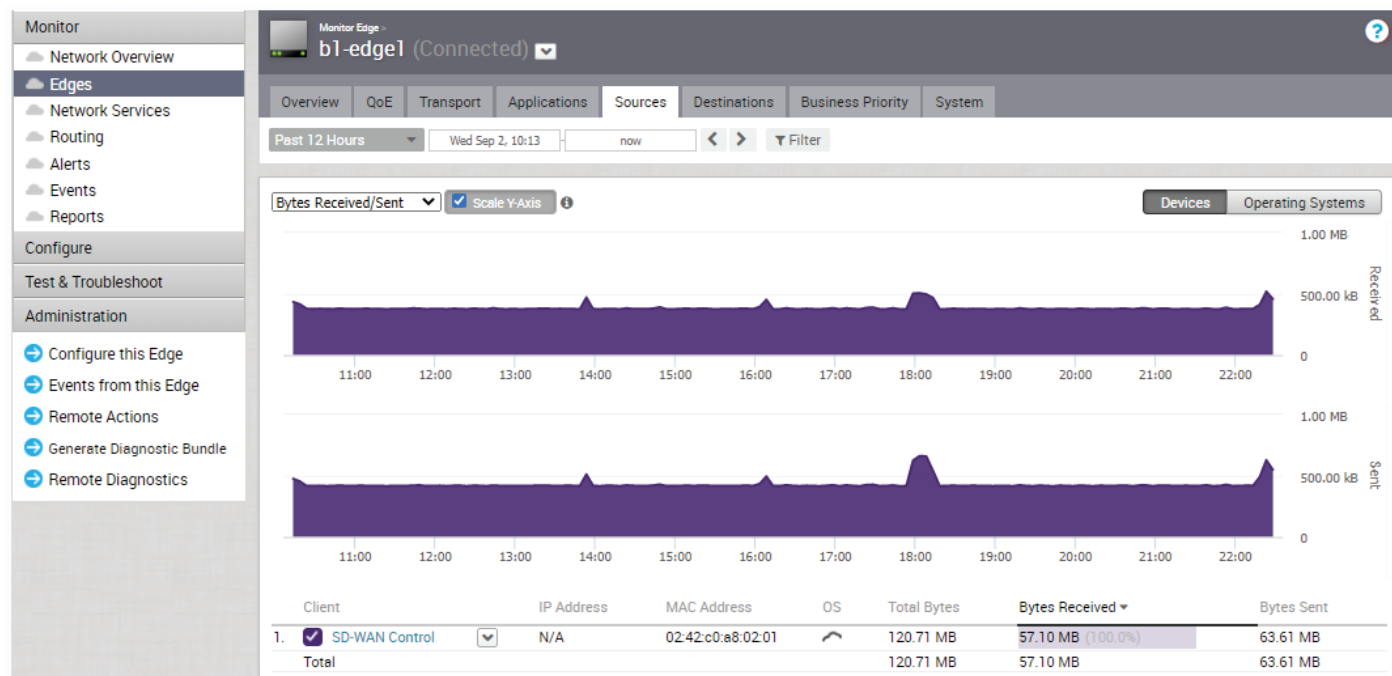 Monitor
Network Overview
Edges
Network Services
Routing
Alerts
Events
Reports
Configure
Test & Troubleshoot
Administration
Configure this Edge
Events from this Edge
Remote Actions
Generate Diagnostic Bundle
Remote Diagnostics
Monitor Edge >
b1-edge1 (Connected)
?
Overview QoE Transport Applications Sources Destinations Business Priority System
Past 12 Hours Wed Sep 2, 10:13 - now Filter
Bytes Received/Sent Scale Y-Axis Devices Operating Systems
1.00 MB
500.00 kB
0
Received
11:00 12:00 13:00 14:00 15:00 16:00 17:00 18:00 19:00 20:00 21:00 22:00
1.00 MB
500.00 kB
0
Sent
11:00 12:00 13:00 14:00 15:00 16:00 17:00 18:00 19:00 20:00 21:00 22:00
Client IP Address MAC Address OS Total Bytes Bytes Received Bytes Sent
1. SD-WAN Control N/A 02:42:c0:a8:02:01 120.71 MB 57.10 MB (100.0%) 63.61 MB
Total 120.71 MB 57.10 MB 63.61 MB